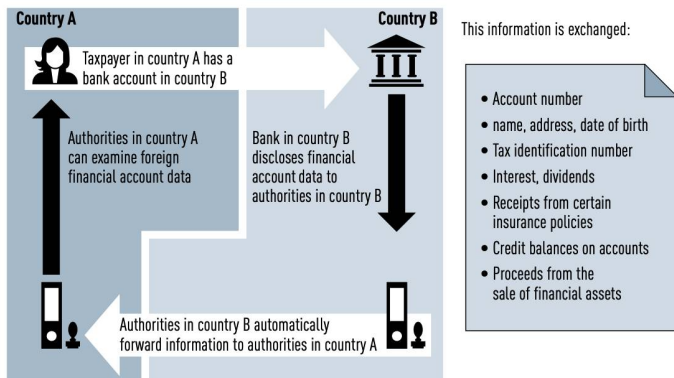 Country A
Country B
Taxpayer in country A has a
bank account in country B
Authorities in country A
can examine foreign
financial account data
Bank in country B
discloses financial
account data to
authorities in country B
Authorities in country B automatically
forward information to authorities in country A
This information is exchanged:
• Account number
• name, address, date of birth
• Tax identification number
• Interest, dividends
• Receipts from certain
insurance policies
• Credit balances on accounts
• Proceeds from the
sale of financial assets